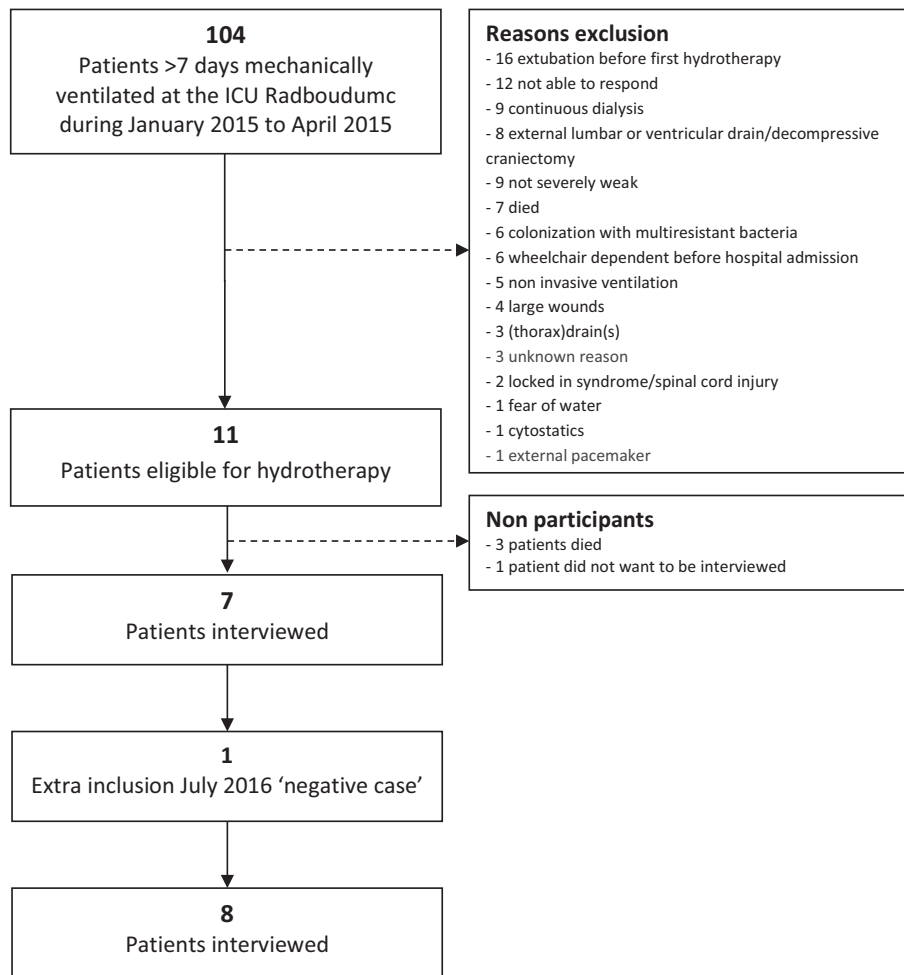 104
Patients >7 days mechanically
ventilated at the ICU Radboudumc
during January 2015 to April 2015
Reasons exclusion
- 16 extubation before first hydrotherapy
- 12 not able to respond
- 9 continuous dialysis
- 8 external lumbar or ventricular drain/decompressive
craniectomy
- 9 not severely weak
- 7 died
- 6 colonization with multiresistant bacteria
- 6 wheelchair dependent before hospital admission
- 5 non invasive ventilation
- 4 large wounds
- 3 (thorax)drain(s)
- 3 unknown reason
- 2 locked in syndrome/spinal cord injury
- 1 fear of water
- 1 cytostatics
- 1 external pacemaker
11
Patients eligible for hydrotherapy
Non participants
- 3 patients died
- 1 patient did not want to be interviewed
7
Patients interviewed
1
Extra inclusion July 2016 ‘negative case’
8
Patients interviewed